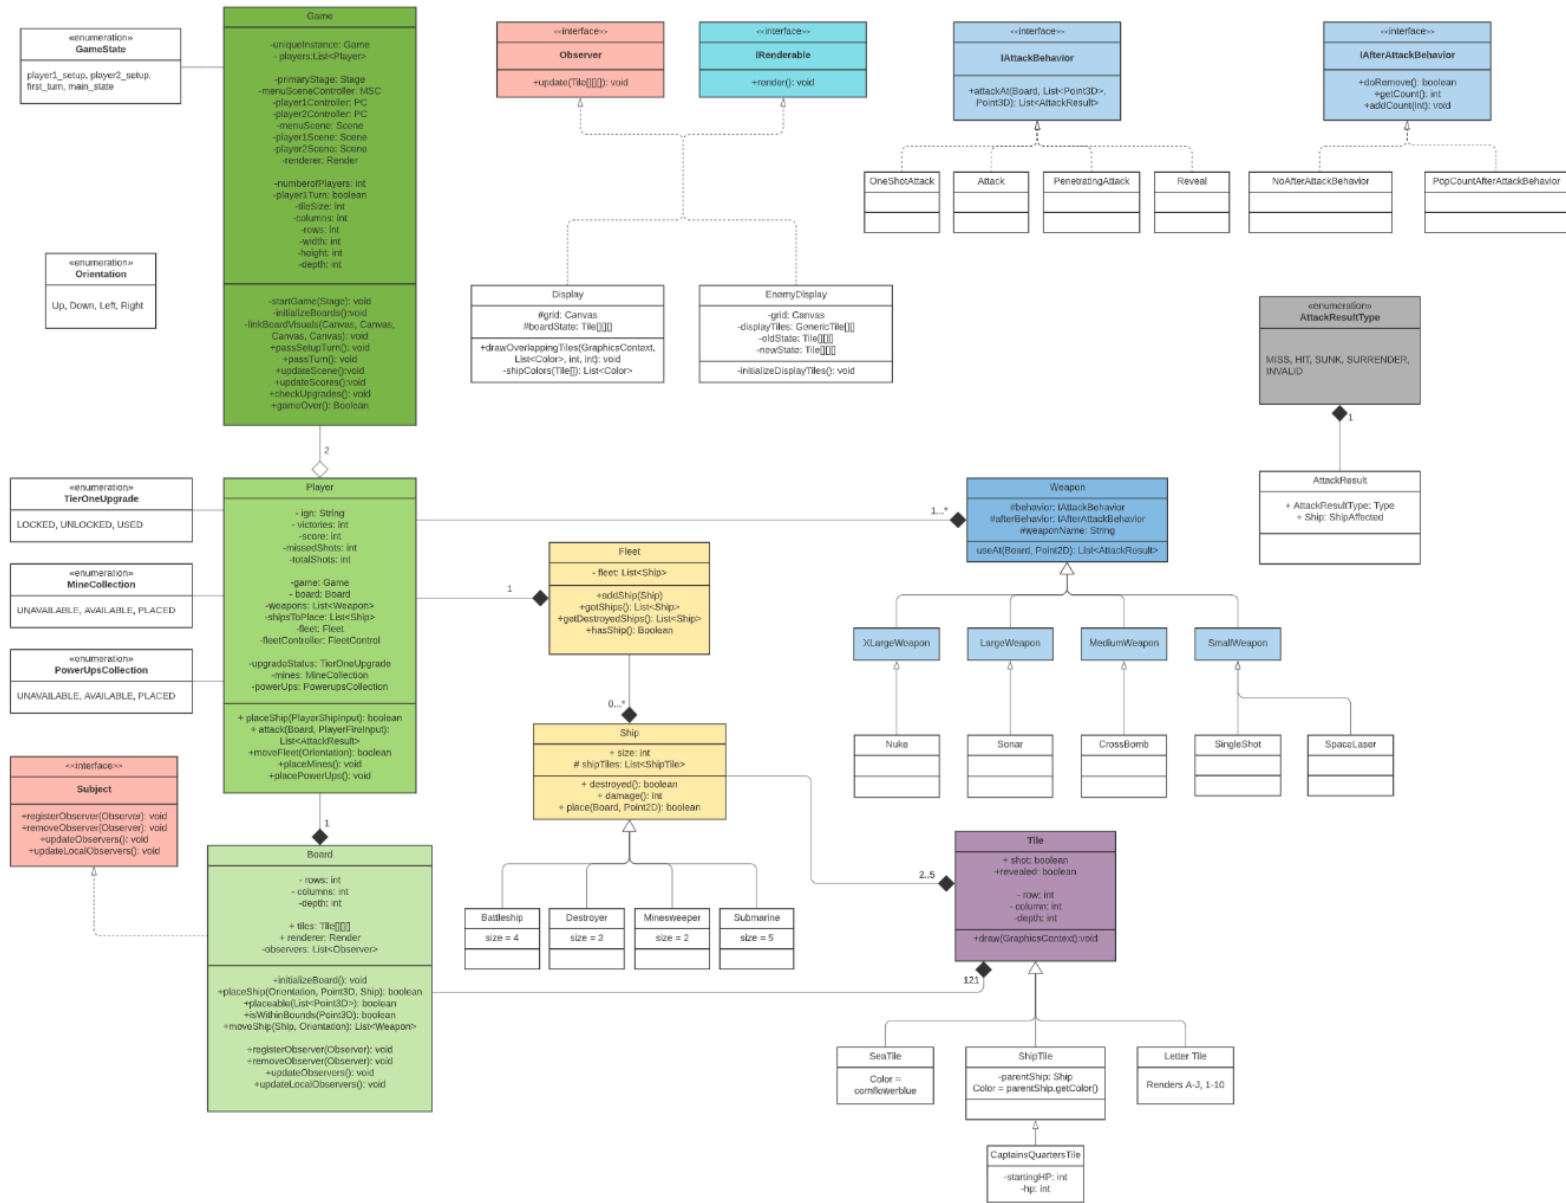 Game
-uniqueInstance: Game
- players:List<Player>
-primaryStage: Stage
-menuSceneController: MSC
-player1Controller: PC
-player2Controller: PC
-menuScene: Scene
-player1Scene: Scene
-player2Scene: Scene
-renderer: Render
-numberofPlayers: int
-player1Turn: boolean
-tileSize: int
-columns: int
-rows: int
-width: int
-height: int
-depth: int
-startGame(Stage): void
-initializeBoards():void
-linkBoardVisuals(Canvas, Canvas,
Canvas, Canvas): void
+passSetupTurn(): void
+passTurn(): void
+updateScene():void
+updateScores():void
+checkUpgrades(): void
+gameOver(): Boolean
«enumeration»
GameState
player1_setup, player2_setup,
first_turn, main_state
«enumeration»
Orientation
Up, Down, Left, Right
<<interface>>
Observer
+update(Tile[][][]): void
<<interface>>
IRenderable
+render(): void
<<interface>>
IAttackBehavior
+attackAt(Board, List<Point3D>,
Point3D): List<AttackResult>
<<interface>>
IAfterAttackBehavior
+doRemove(): boolean
+getCount(): int
+addCount(int): void
OneShotAttack
Attack
PenetratingAttack
Reveal
NoAfterAttackBehavior
PopCountAfterAttackBehavior
Display
#grid: Canvas
#boardState: Tile[][][]
+drawOverlappingTiles(GraphicsContext,
List<Color>, int, int): void
-shipColors(Tile[]): List<Color>
EnemyDisplay
-grid: Canvas
-displayTiles: GenericTile[][]
-oldState: Tile[][][]
-newState: Tile[][][]
-initializeDisplayTiles(): void
«enumeration»
AttackResultType
MISS, HIT, SUNK, SURRENDER,
INVALID
1
AttackResult
+ AttackResultType: Type
+ Ship: ShipAffected
2
«enumeration»
TierOneUpgrade
LOCKED, UNLOCKED, USED
«enumeration»
MineCollection
UNAVAILABLE, AVAILABLE, PLACED
«enumeration»
PowerUpsCollection
UNAVAILABLE, AVAILABLE, PLACED
Player
- ign: String
- victories: int
- score: int
-missedShots: int
-totalShots: int
-game: Game
- board: Board
-weapons: List<Weapon>
-shipsToPlace: List<Ship>
-fleet: Fleet
-fleetController: FleetControl
-upgradeStatus: TierOneUpgrade
-mines: MineCollection
-powerUps: PowerupsCollection
+ placeShip(PlayerShipInput): boolean
+ attack(Board, PlayerFireInput):
List<AttackResult>
+moveFleet(Orientation): boolean
+placeMines(): void
+placePowerUps(): void
1
Fleet
- fleet: List<Ship>
+addShip(Ship)
+gotShips(): List<Ship>
+getDestroyedShips(): List<Ship>
+hasShip(): Boolean
0...*
1...*
Weapon
#behavior: IAttackBehavior
#afterBehavior: IAfterAttackBehavior
#weaponName: String
useAt(Board, Point2D): List<AttackResult>
XLargeWeapon
LargeWeapon
MediumWeapon
SmallWeapon
Nuke
Sonar
CrossBomb
SingleShot
SpaceLaser
Ship
+ size: int
# shipTiles: List<ShipTile>
+ destroyed(): boolean
+ damage(): int
+ place(Board, Point2D): boolean
Battleship
size = 4
Destroyer
size = 3
Minesweeper
size = 2
Submarine
size = 5
<<interface>>
Subject
+registerObserver(Observer): void
+removeObserver(Observer): void
+updateObservers(): void
+updateLocalObservers(): void
1
Board
- rows: int
- columns: int
-depth: int
+ tiles: Tile[][][]
+ renderer: Render
-observers: List<Observer>
+initializeBoard(): void
+placeShip(Orientation, Point3D, Ship): boolean
+placeable(List<Point3D>): boolean
+isWithinBounds(Point3D): boolean
+moveShip(Ship, Orientation): List<Weapon>
+registerObserver(Observer): void
+removeObserver(Observer): void
+updateObservers(): void
+updateLocalObservers(): void
2..5
121
Tile
+ shot: boolean
+revealed: boolean
- row: int
- column: int
-depth: int
+draw(GraphicsContext):void
SeaTile
Color =
cornflowerblue
ShipTile
-parentShip: Ship
Color = parentShip.getColor()
Letter Tile
Renders A-J, 1-10
CaptainsQuartersTile
-startingHP: int
-hp: int